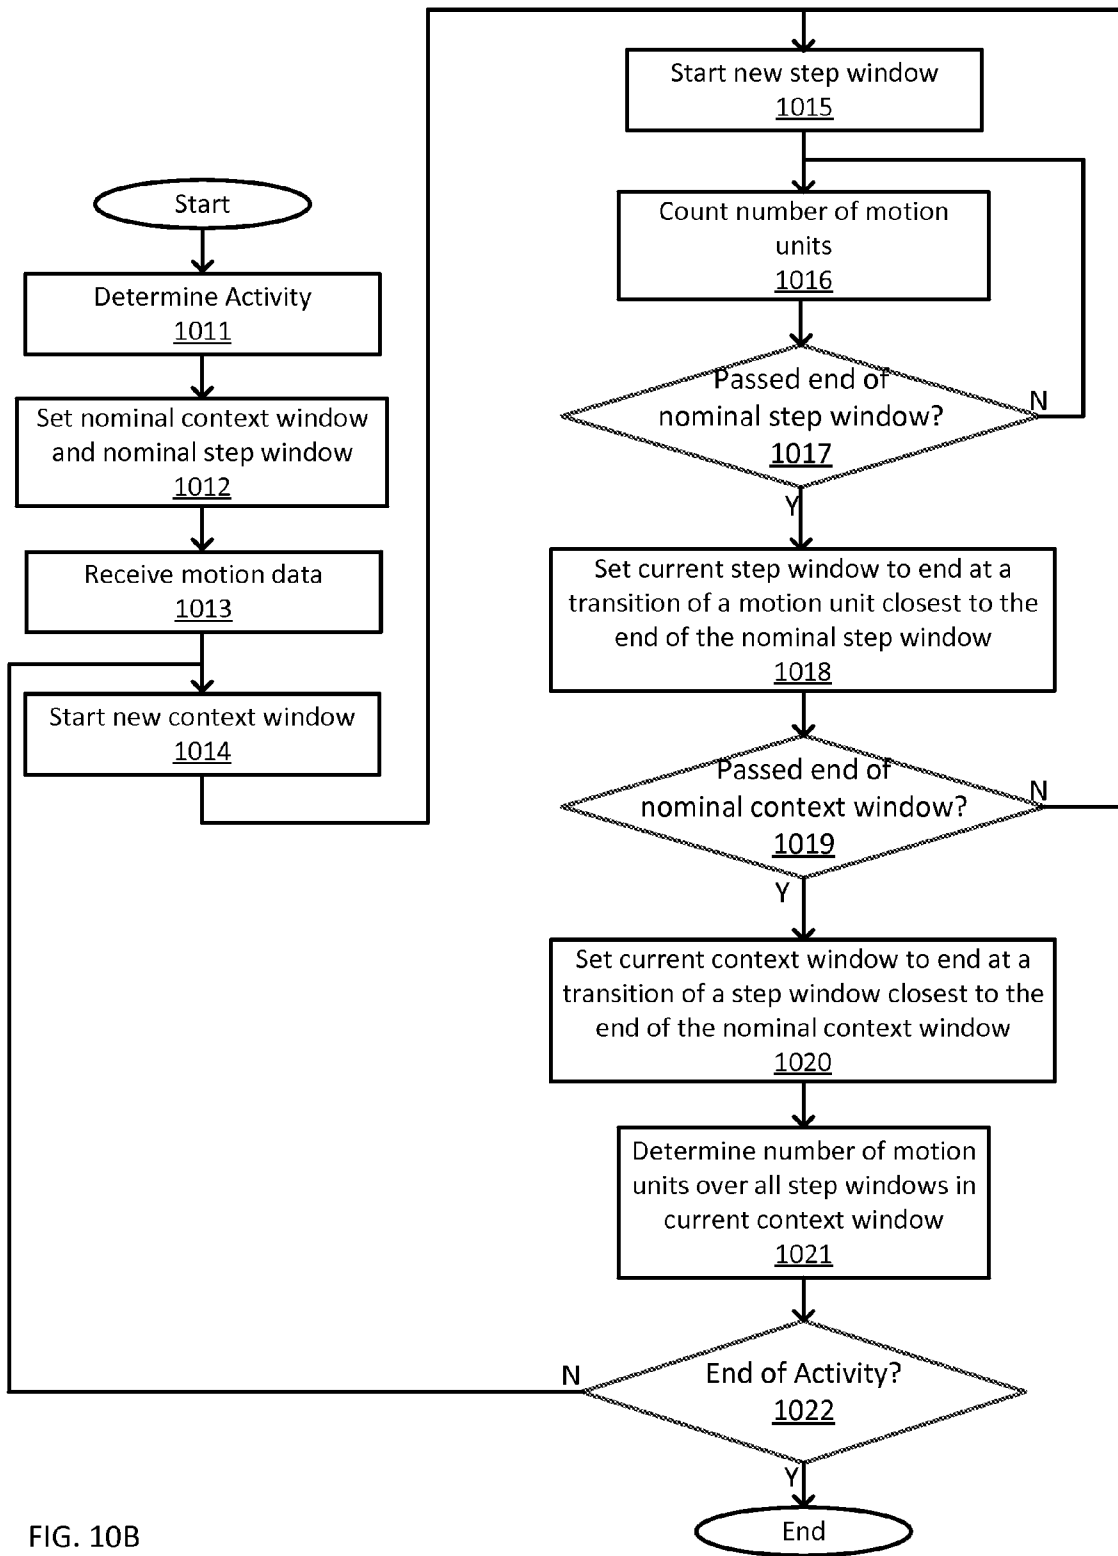 Start
Determine Activity
1011
Set nominal context window
and nominal step window
1012
Receive motion data
1013
Start new context window
1014
Start new step window
1015
Count number of motion
units
1016
Passed end of
nominal step window?
1017
N
Y
Set current step window to end at a
transition of a motion unit closest to the
end of the nominal step window
1018
Passed end of
nominal context window?
1019
N
Y
Set current context window to end at a
transition of a step window closest to the
end of the nominal context window
1020
Determine number of motion
units over all step windows in
current context window
1021
End of Activity?
1022
N
Y
End
FIG. 10B